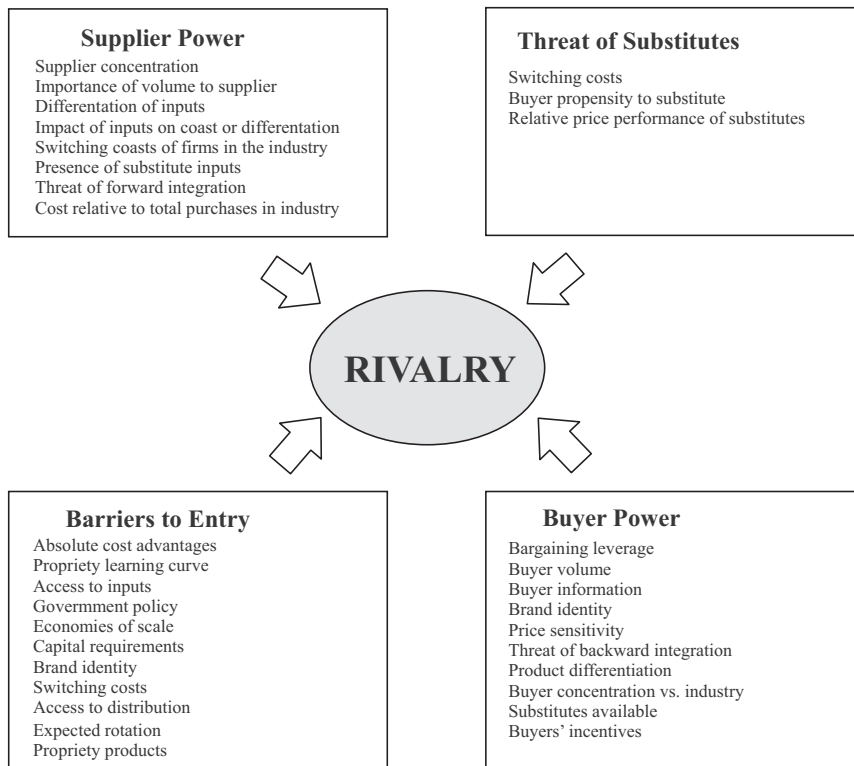 Supplier Power
Supplier concentration
Importance of volume to supplier
Differentation of inputs
Impact of inputs on coast or differentation
Switching coasts of firms in the industry
Presence of substitute inputs
Threat of forward integration
Cost relative to total purchases in industry
Threat of Substitutes
Switching costs
Buyer propensity to substitute
Relative price performance of substitutes
RIVALRY
Barriers to Entry
Absolute cost advantages
Propriety learning curve
Access to inputs
Government policy
Economies of scale
Capital requirements
Brand identity
Switching costs
Access to distribution
Expected rotation
Propriety products
Buyer Power
Bargaining leverage
Buyer volume
Buyer information
Brand identity
Price sensitivity
Threat of backward integration
Product differentiation
Buyer concentration vs. industry
Substitutes available
Buyers’ incentives